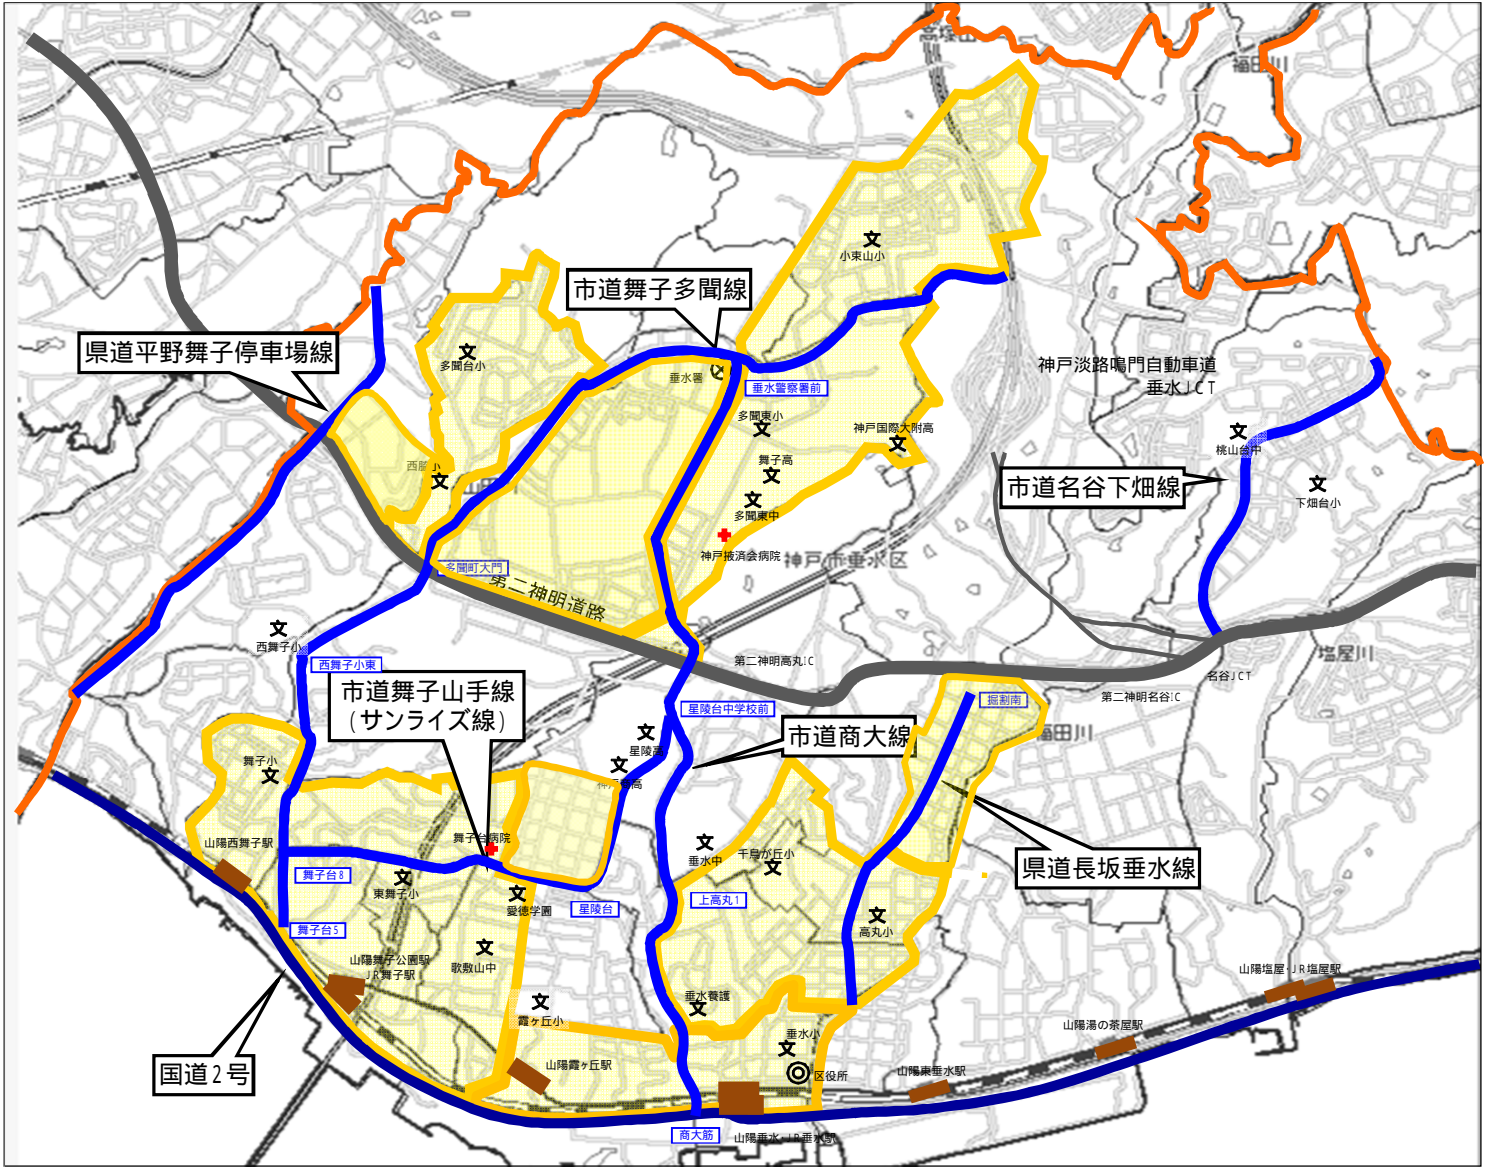 高塚山
福田川
小東山小
市道舞子多聞線
県道平野舞子停車場線
多聞台小
垂水署
垂水警察署前
神戸淡路鳴門自動車道
垂水JCT
多聞東小
神戸国際大附高
桃山台中
舞子高
西脇小
山田川
市道名谷下畑線
下畑台小
多聞東中
神戸掖済会病院
神戸市垂水区
多聞町大門
第二神明道路
西舞子小
西舞子小東
第二神明高丸IC
塩屋川
名谷JCT
第二神明名谷IC
市道舞子山手線
(サンライズ線)
星陵台中学校前
掘割南
星陵高
市道商大線
福田川
舞子小
山陽西舞子駅
舞子台病院
垂水中
千鳥が丘小
県道長坂垂水線
舞子台8
東舞子小
愛徳学園
星陵台
上高丸1
舞子台5
高丸小
山陽舞子公園駅
JR舞子駅
歌敷山中
山陽塩屋・JR塩屋駅
垂水養護
霞ヶ丘小
垂水小
山陽滝の茶屋駅
山陽霞ヶ丘駅
区役所
山陽東垂水駅
国道2号
商大筋
山陽垂水・JR垂水駅